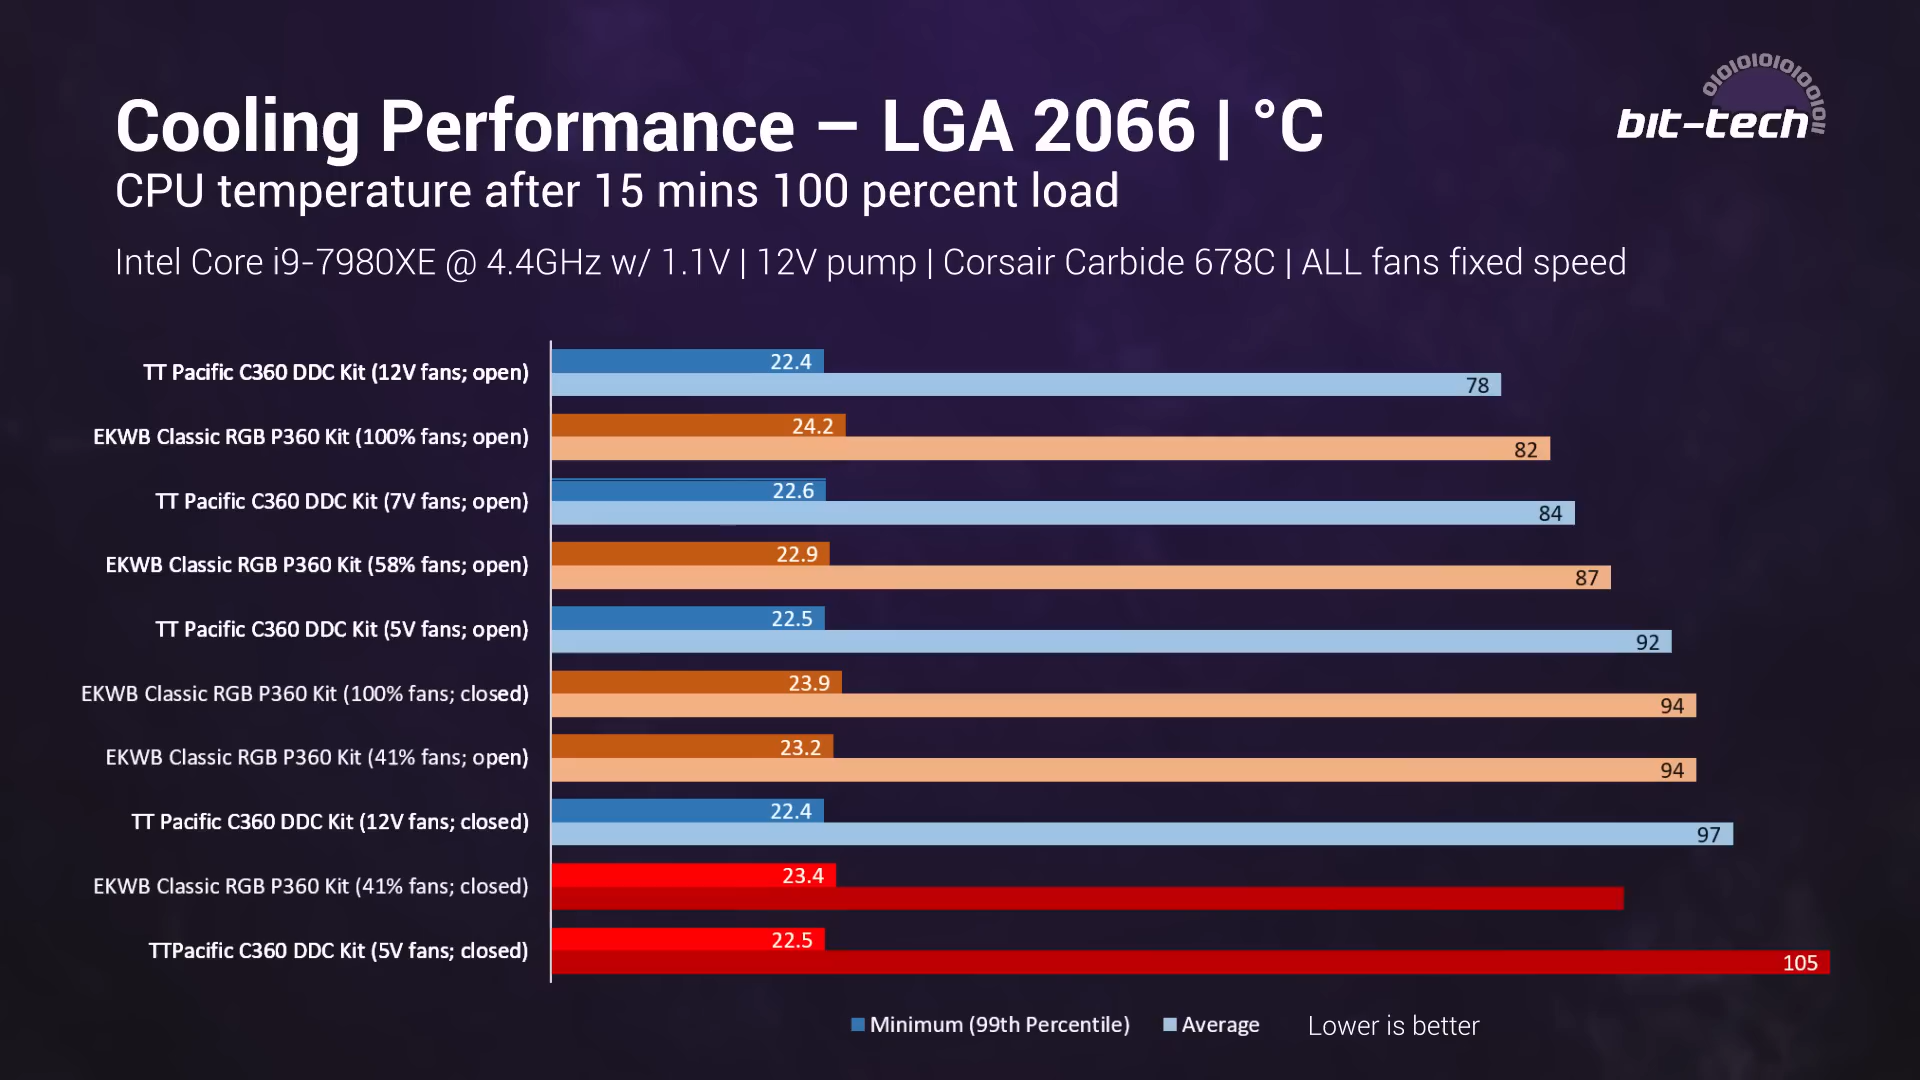 Cooling Performance – LGA 2066 | °C
bit-tech
CPU temperature after 15 mins 100 percent load
Intel Core i9-7980XE @ 4.4GHz w/ 1.1V | 12V pump | Corsair Carbide 678C | ALL fans fixed speed
TT Pacific C360 DDC Kit (12V fans; open) 22.4 78
EKWB Classic RGB P360 Kit (100% fans; open) 24.2 82
TT Pacific C360 DDC Kit (7V fans; open) 22.6 84
EKWB Classic RGB P360 Kit (58% fans; open) 22.9 87
TT Pacific C360 DDC Kit (5V fans; open) 22.5 92
EKWB Classic RGB P360 Kit (100% fans; closed) 23.9 94
EKWB Classic RGB P360 Kit (41% fans; open) 23.2 94
TT Pacific C360 DDC Kit (12V fans; closed) 22.4 97
EKWB Classic RGB P360 Kit (41% fans; closed) 23.4
TTPacific C360 DDC Kit (5V fans; closed) 22.5 105
Minimum (99th Percentile) Average Lower is better